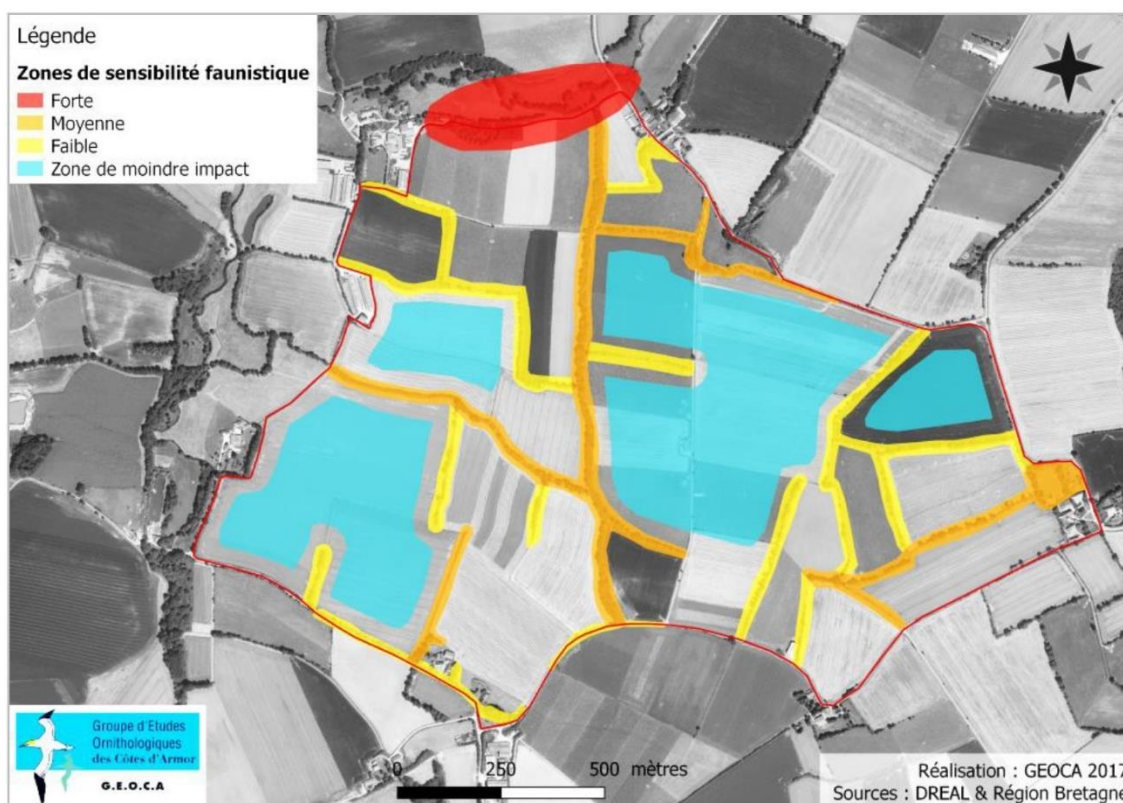 Légende
Zones de sensibilité faunistique
Forte
Moyenne
Faible
Zone de moindre impact
Groupe d'Etudes
Ornithologiques
des Côtes d'Armor
G.E.O.C.A
0 250 500 mètres
Réalisation : GEOCA 2017
Sources : DREAL & Région Bretagne